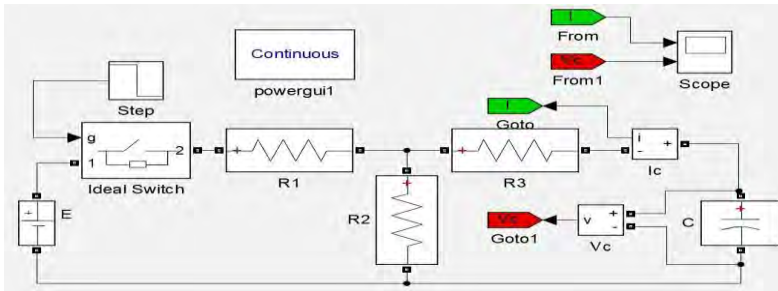 I
From
Continuous
Vc
From1
Scope
powergui1
Step
I
Goto
g
1
2
Ideal Switch
+
R1
+
R3
i
-
+
Ic
+
E
+
R2
Vc
Goto1
v
+
-
Vc
+
C